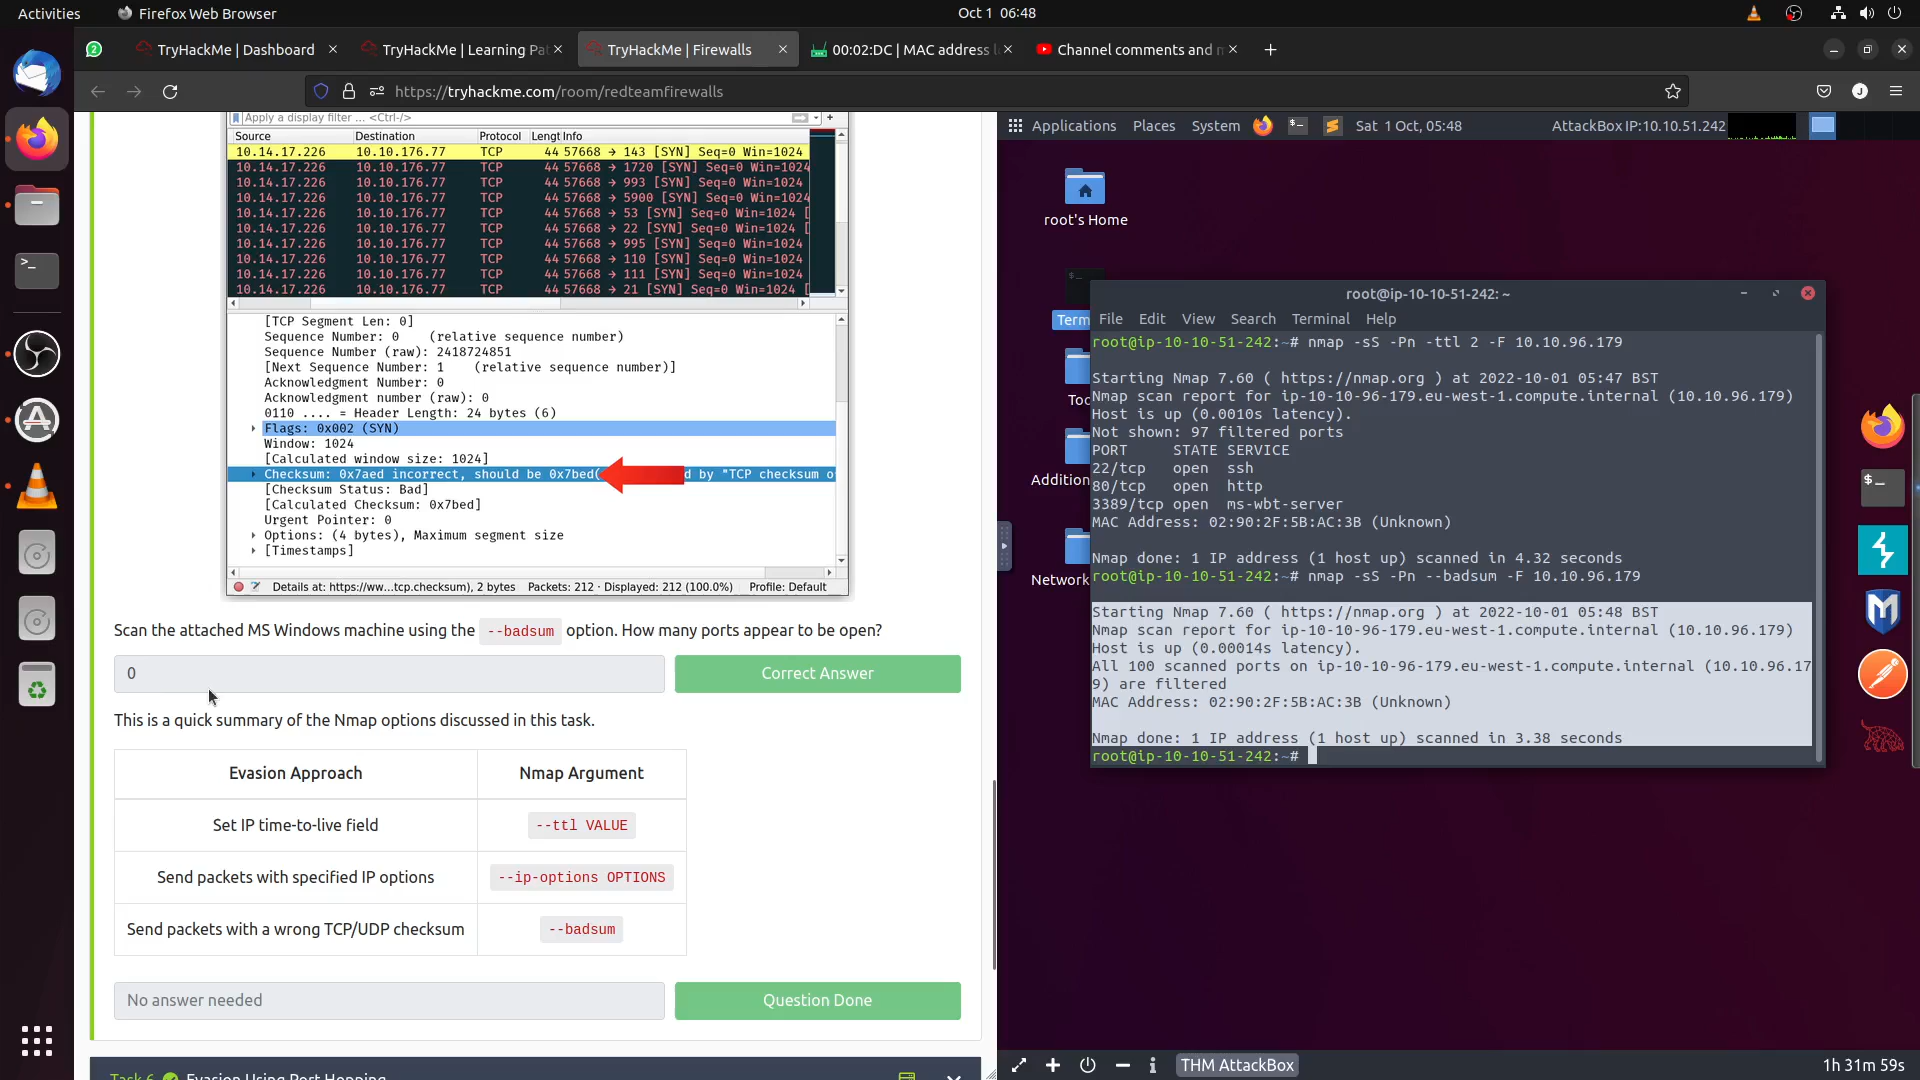 Activities
Firefox Web Browser
Oct 1 06:48
TryHackMe | Dashboard
TryHackMe | Learning Pat
TryHackMe | Firewalls
00:02:DC | MAC address l
Channel comments and m
https://tryhackme.com/room/redteamfirewalls
Apply a display filter ... <Ctrl-/>
Source Destination Protocol Lengt Info
10.14.17.226 10.10.176.77 TCP 44 57668 → 143 [SYN] Seq=0 Win=1024
10.14.17.226 10.10.176.77 TCP 44 57668 → 1720 [SYN] Seq=0 Win=1024
10.14.17.226 10.10.176.77 TCP 44 57668 → 993 [SYN] Seq=0 Win=1024
10.14.17.226 10.10.176.77 TCP 44 57668 → 5900 [SYN] Seq=0 Win=1024
10.14.17.226 10.10.176.77 TCP 44 57668 → 53 [SYN] Seq=0 Win=1024 [
10.14.17.226 10.10.176.77 TCP 44 57668 → 22 [SYN] Seq=0 Win=1024 [
10.14.17.226 10.10.176.77 TCP 44 57668 → 995 [SYN] Seq=0 Win=1024
10.14.17.226 10.10.176.77 TCP 44 57668 → 110 [SYN] Seq=0 Win=1024
10.14.17.226 10.10.176.77 TCP 44 57668 → 111 [SYN] Seq=0 Win=1024
10.14.17.226 10.10.176.77 TCP 44 57668 → 21 [SYN] Seq=0 Win=1024 [
[TCP Segment Len: 0]
Sequence Number: 0 (relative sequence number)
Sequence Number (raw): 2418724851
[Next Sequence Number: 1 (relative sequence number)]
Acknowledgment Number: 0
Acknowledgment number (raw): 0
0110 .... = Header Length: 24 bytes (6)
Flags: 0x002 (SYN)
Window: 1024
[Calculated window size: 1024]
Checksum: 0x7aed incorrect, should be 0x7bed( d by "TCP checksum o
[Checksum Status: Bad]
[Calculated Checksum: 0x7bed]
Urgent Pointer: 0
Options: (4 bytes), Maximum segment size
[Timestamps]
Details at: https://ww...tcp.checksum), 2 bytes Packets: 212 · Displayed: 212 (100.0%) Profile: Default
Scan the attached MS Windows machine using the --badsum option. How many ports appear to be open?
0
Correct Answer
This is a quick summary of the Nmap options discussed in this task.
Evasion Approach Nmap Argument
Set IP time-to-live field --ttl VALUE
Send packets with specified IP options --ip-options OPTIONS
Send packets with a wrong TCP/UDP checksum --badsum
No answer needed
Question Done
Task 6 Evasion Using Port Hopping
Applications Places System Sat 1 Oct, 05:48 AttackBox IP:10.10.51.242
root's Home
Term
Too
Addition
Network
root@ip-10-10-51-242: ~
File Edit View Search Terminal Help
root@ip-10-10-51-242:~# nmap -sS -Pn -ttl 2 -F 10.10.96.179
Starting Nmap 7.60 ( https://nmap.org ) at 2022-10-01 05:47 BST
Nmap scan report for ip-10-10-96-179.eu-west-1.compute.internal (10.10.96.179)
Host is up (0.0010s latency).
Not shown: 97 filtered ports
PORT STATE SERVICE
22/tcp open ssh
80/tcp open http
3389/tcp open ms-wbt-server
MAC Address: 02:90:2F:5B:AC:3B (Unknown)
Nmap done: 1 IP address (1 host up) scanned in 4.32 seconds
root@ip-10-10-51-242:~# nmap -sS -Pn --badsum -F 10.10.96.179
Starting Nmap 7.60 ( https://nmap.org ) at 2022-10-01 05:48 BST
Nmap scan report for ip-10-10-96-179.eu-west-1.compute.internal (10.10.96.179)
Host is up (0.00014s latency).
All 100 scanned ports on ip-10-10-96-179.eu-west-1.compute.internal (10.10.96.17
9) are filtered
MAC Address: 02:90:2F:5B:AC:3B (Unknown)
Nmap done: 1 IP address (1 host up) scanned in 3.38 seconds
root@ip-10-10-51-242:~#
THM AttackBox
1h 31m 59s